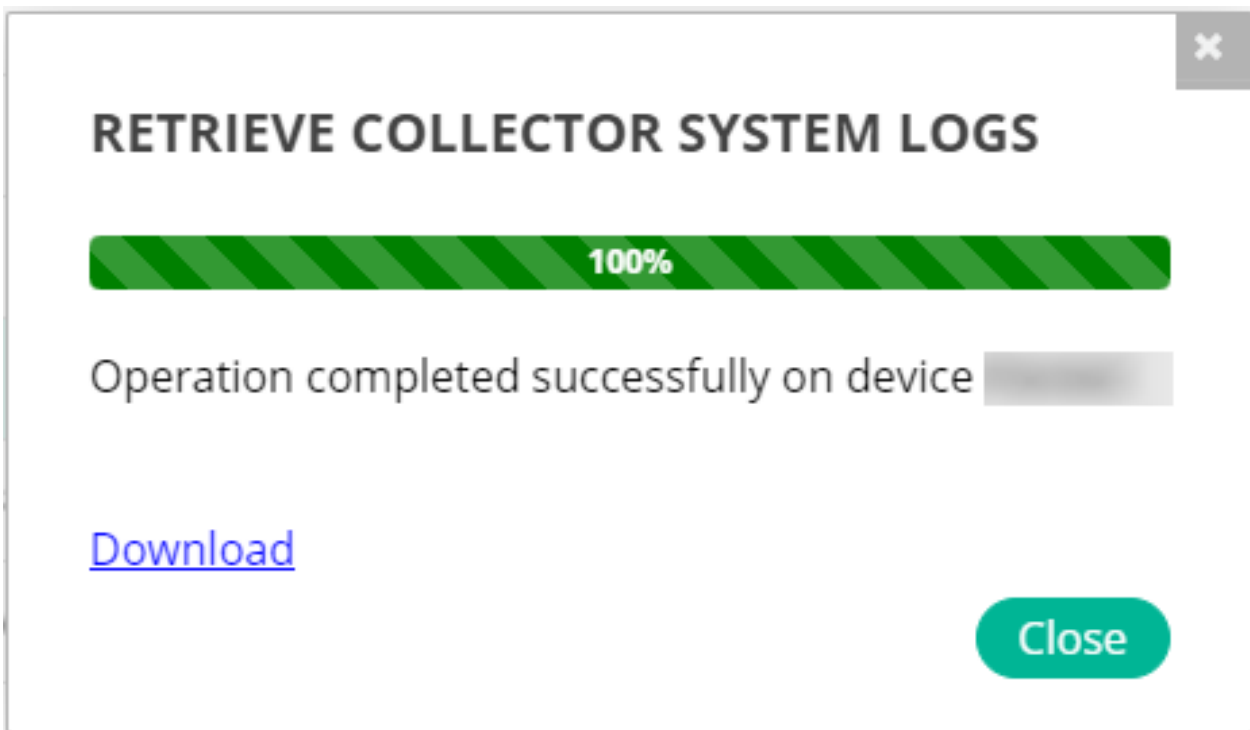 RETRIEVE COLLECTOR SYSTEM LOGS
100%
Operation completed successfully on device
Download
Close